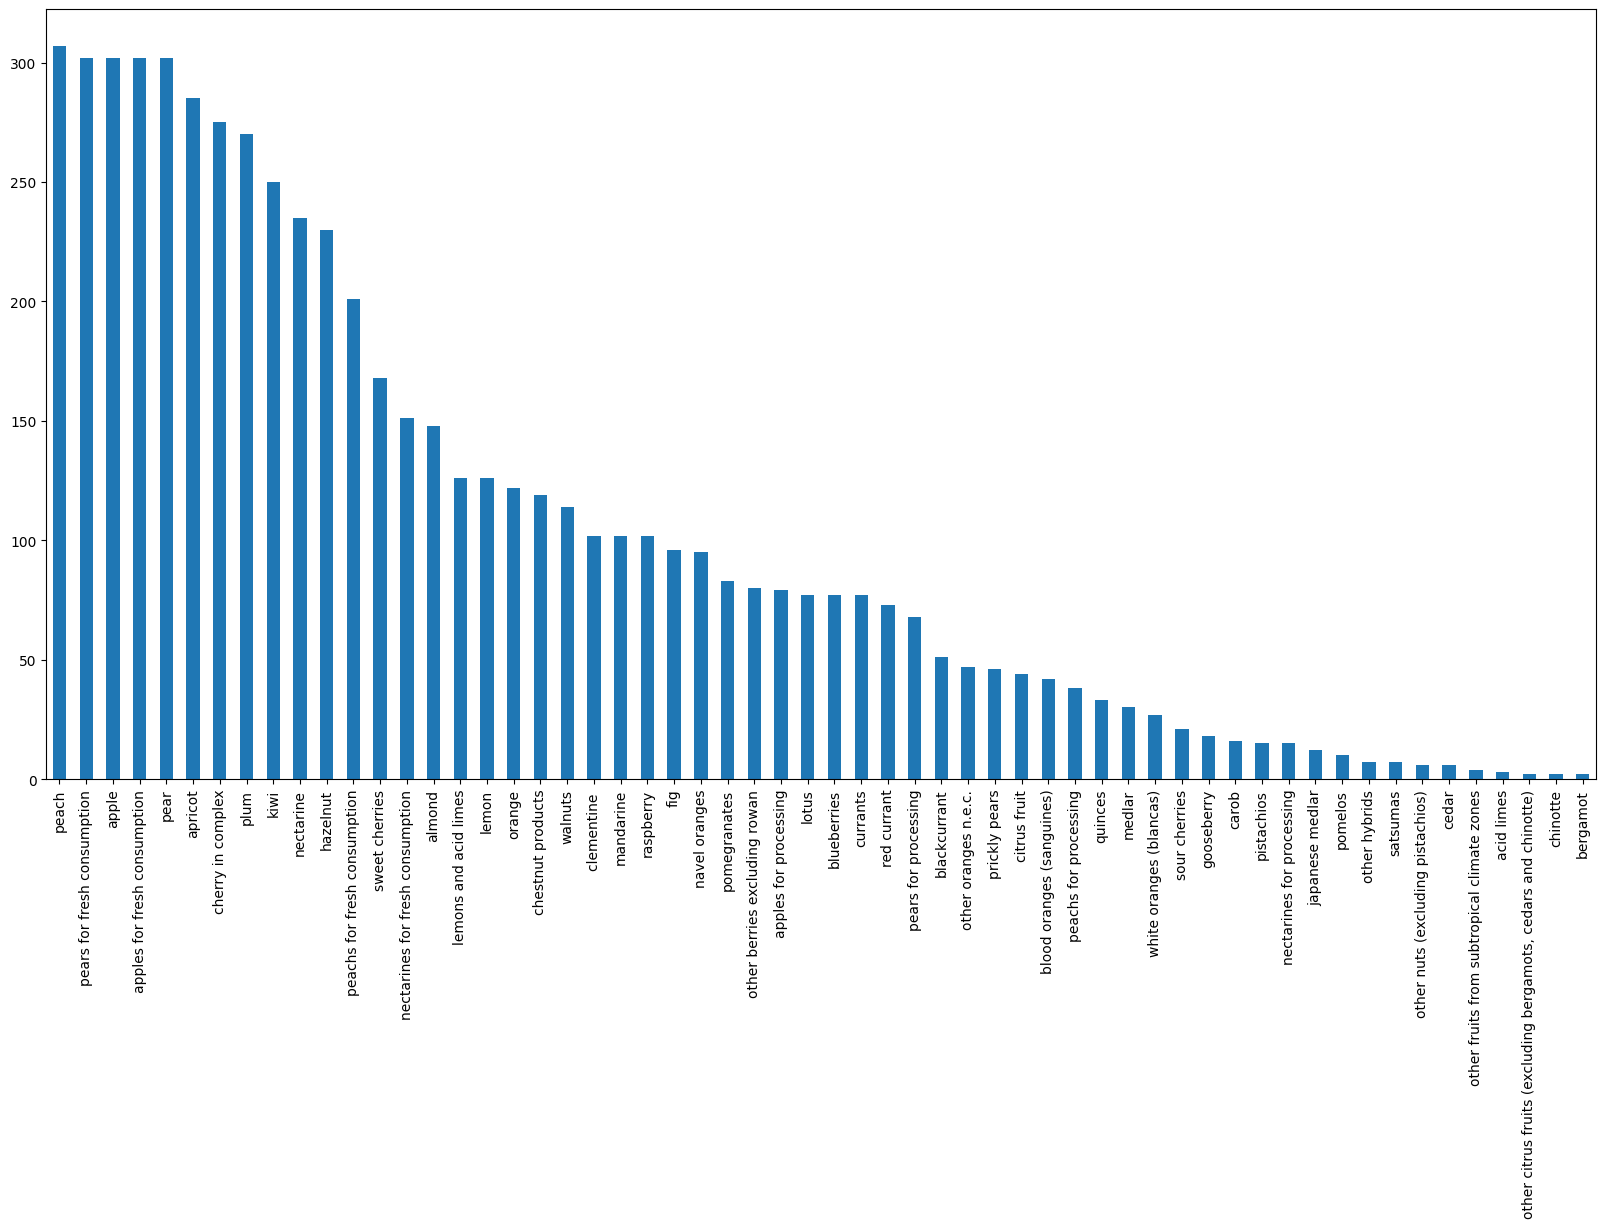 300
250
200
150
100
50
0
peach
pears for fresh consumption
apple
apples for fresh consumption
pear
apricot
cherry in complex
plum
kiwi
nectarine
hazelnut
peachs for fresh consumption
sweet cherries
nectarines for fresh consumption
almond
lemons and acid limes
lemon
orange
chestnut products
walnuts
clementine
mandarine
raspberry
fig
navel oranges
pomegranates
other berries excluding rowan
apples for processing
lotus
blueberries
currants
red currant
pears for processing
blackcurrant
other oranges n.e.c.
prickly pears
citrus fruit
blood oranges (sanguines)
peachs for processing
quinces
medlar
white oranges (blancas)
sour cherries
gooseberry
carob
pistachios
nectarines for processing
japanese medlar
pomelos
other hybrids
satsumas
other nuts (excluding pistachios)
cedar
other fruits from subtropical climate zones
acid limes
other citrus fruits (excluding bergamots, cedars and chinotte)
chinotte
bergamot